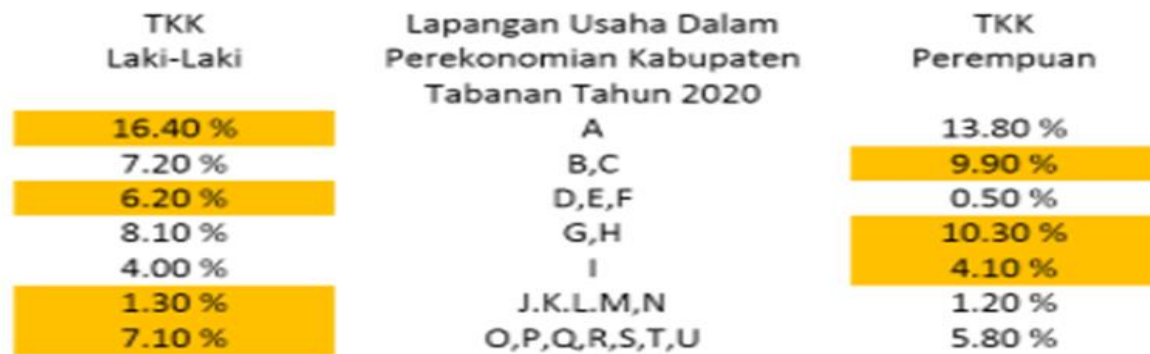 TKK Lapangan Usaha Dalam TKK
Laki-Laki Perekonomian Kabupaten Perempuan
Tabanan Tahun 2020
16.40 % A 13.80 %
7.20 % B,C 9.90 %
6.20 % D,E,F 0.50 %
8.10 % G,H 10.30 %
4.00 % I 4.10 %
1.30 % J.K.L.M,N 1.20 %
7.10 % O,P,Q,R,S,T,U 5.80 %